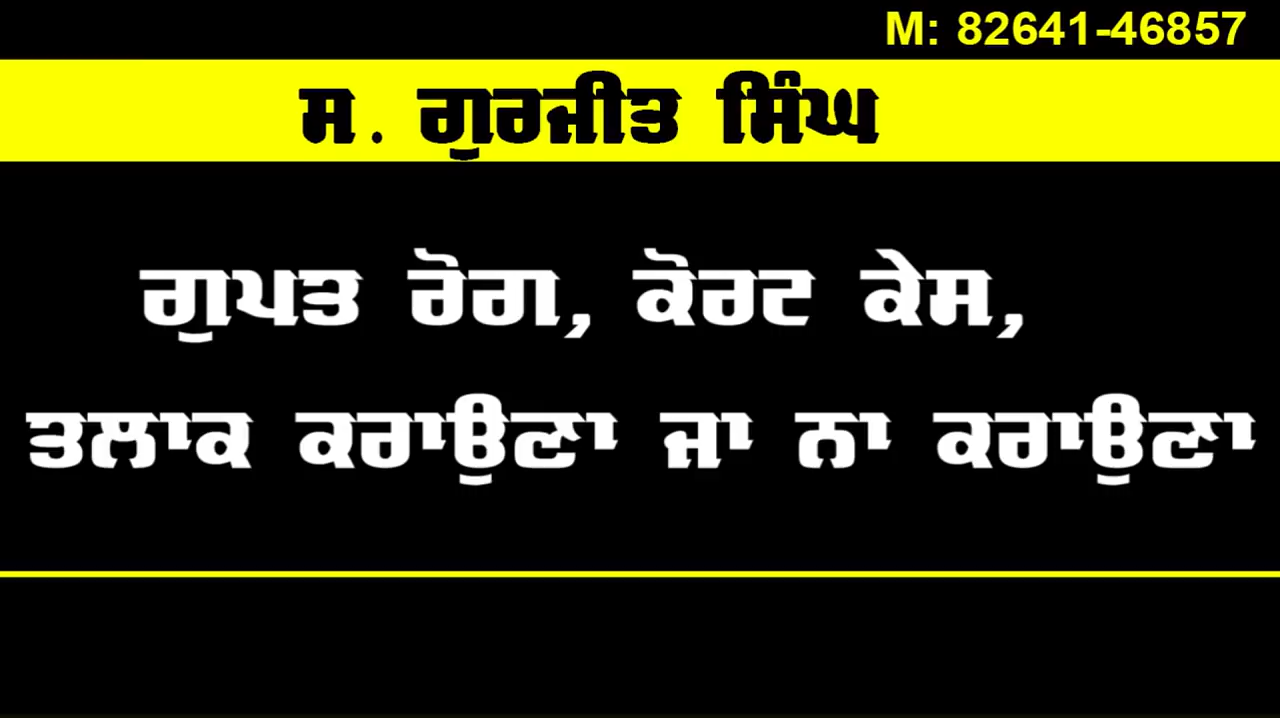 M: 82641-46857
ਸ. ਗੁਰਜੀਤ ਸਿੰਘ
ਗੁਪਤ ਰੋਗ, ਕੋਰਟ ਕੇਸ,
ਤਲਾਕ ਕਰਾਉਣਾ ਜਾ ਨਾ ਕਰਾਉਣਾ